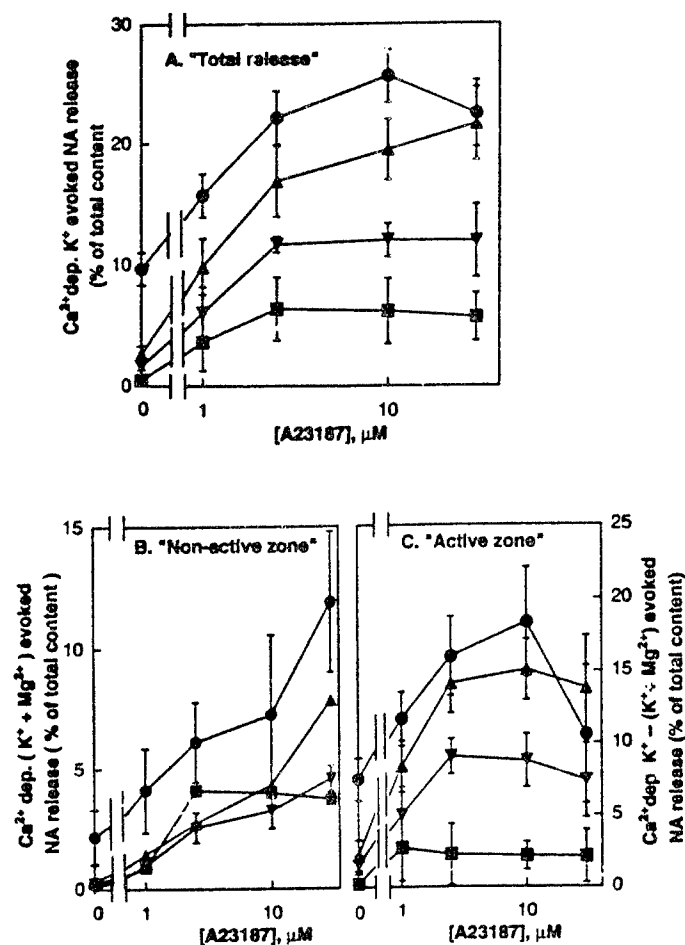 30
20
10
0
A. "Total release"
Ca²⁺dep. K⁺ evoked NA release
(% of total content)
0
1
10
[A23187], μM
15
10
5
0
B. "Non-active zone"
Ca²⁺ dep. ( K⁺ + Mg²⁺ ) evoked
NA release ( % of total content )
0
1
10
[A23187], μM
C. "Active zone"
25
20
15
10
5
0
Ca²⁺dep K⁺ – (K⁺ + Mg²⁺) evoked
NA release (% of total content)
0
1
10
[A23187], μM